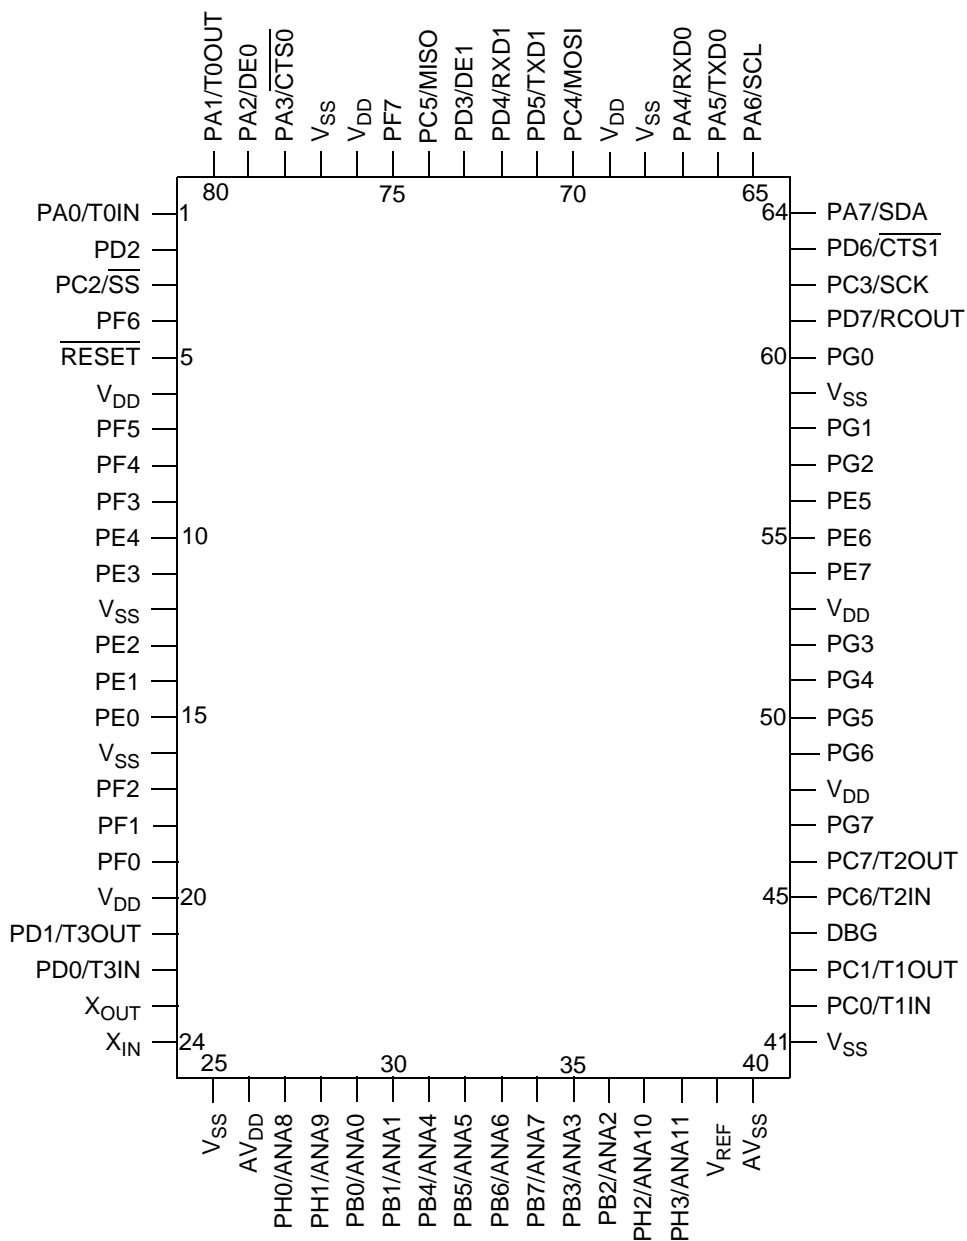 PA1/T0OUT
PA2/DE0
PA3/CTS0
VSS
VDD
PF7
PC5/MISO
PD3/DE1
PD4/RXD1
PD5/TXD1
PC4/MOSI
VDD
VSS
PA4/RXD0
PA5/TXD0
PA6/SCL
80 75 70 65
PA0/T0IN 1 64 PA7/SDA
PD2 PD6/CTS1
PC2/SS PC3/SCK
PF6 PD7/RCOUT
RESET 5 60 PG0
VDD VSS
PF5 PG1
PF4 PG2
PF3 PE5
PE4 10 55 PE6
PE3 PE7
VSS VDD
PE2 PG3
PE1 PG4
PE0 15 50 PG5
VSS PG6
PF2 VDD
PF1 PG7
PF0 PC7/T2OUT
VDD 20 45 PC6/T2IN
PD1/T3OUT DBG
PD0/T3IN PC1/T1OUT
XOUT PC0/T1IN
XIN 24 41 VSS
25 30 35 40
VSS
AVDD
PH0/ANA8
PH1/ANA9
PB0/ANA0
PB1/ANA1
PB4/ANA4
PB5/ANA5
PB6/ANA6
PB7/ANA7
PB3/ANA3
PB2/ANA2
PH2/ANA10
PH3/ANA11
VREF
AVSS